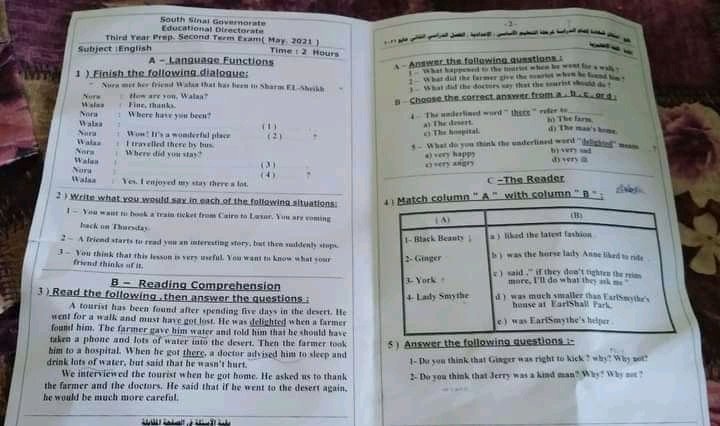 South Sinai Governorate
Educational Directorate
Third Year Prep. Second Term Exam( May. 2021 )
Subject :English Time : 2 Hours
A – Language Functions
1 ) Finish the following dialogue:
" Nora met her friend Walaa that has been to Sharm EL-Sheikh "
Nora : How are you, Walaa?
Walaa : Fine, thanks.
Nora : Where have you been?
Walaa : ( 1 )
Nora : Wow! It's a wonderful place ( 2 ) ?
Walaa : I travelled there by bus.
Nora : Where did you stay?
Walaa : ( 3 )
Nora : ( 4 ) ?
Walaa : Yes. I enjoyed my stay there a lot.
2 ) Write what you would say in each of the following situations:
1 – You want to book a train ticket from Cairo to Luxor. You are coming
back on Thursday.
2 – A friend starts to read you an interesting story, but then suddenly stops.
3 – You think that this lesson is very useful. You want to know what your
friend thinks of it.
B – Reading Comprehension
3 ) Read the following ,then answer the questions :
A tourist has been found after spending five days in the desert. He
went for a walk and must have got lost. He was delighted when a farmer
found him. The farmer gave him water and told him that he should have
taken a phone and lots of water into the desert. Then the farmer took
him to a hospital. When he got there, a doctor advised him to sleep and
drink lots of water, but said that he wasn't hurt.
We interviewed the tourist when he got home. He asked us to thank
the farmer and the doctors. He said that if he went to the desert again,
he would be much more careful.
بقية الأسئلة في الصفحة المقابلة
- 2 -
A – Answer the following questions :
1 – What happened to the tourist when he went for a walk ?
2 – What did the farmer give the tourist when he found him?
3 – What did the doctors say that the tourist should do ?
B – Choose the correct answer from a , b , c , or d :
4 – The underlined word " there " refer to
a) The desert. b) The farm.
c) The hospital. d) The man's home.
5 – What do you think the underlined word "delighted" means
a) very happy b) very sad
c) very angry d) very ill
C –The Reader
4 ) Match column " A " with column " B " :
( A) (B)
1- Black Beauty a ) liked the latest fashion
2- Ginger b ) was the horse lady Anne liked to ride
3- York c ) said ," if they don't tighten the reins
more, I'll do what they ask me "
4- Lady Smythe d ) was much smaller than EarlSmythe's
house at EarlShall Park.
e ) was EarlSmythe's helper
5 ) Answer the following questions :-
1- Do you think that Ginger was right to kick ? why? Why not?
2- Do you think that Jerry was a kind man? Why? Why not ?